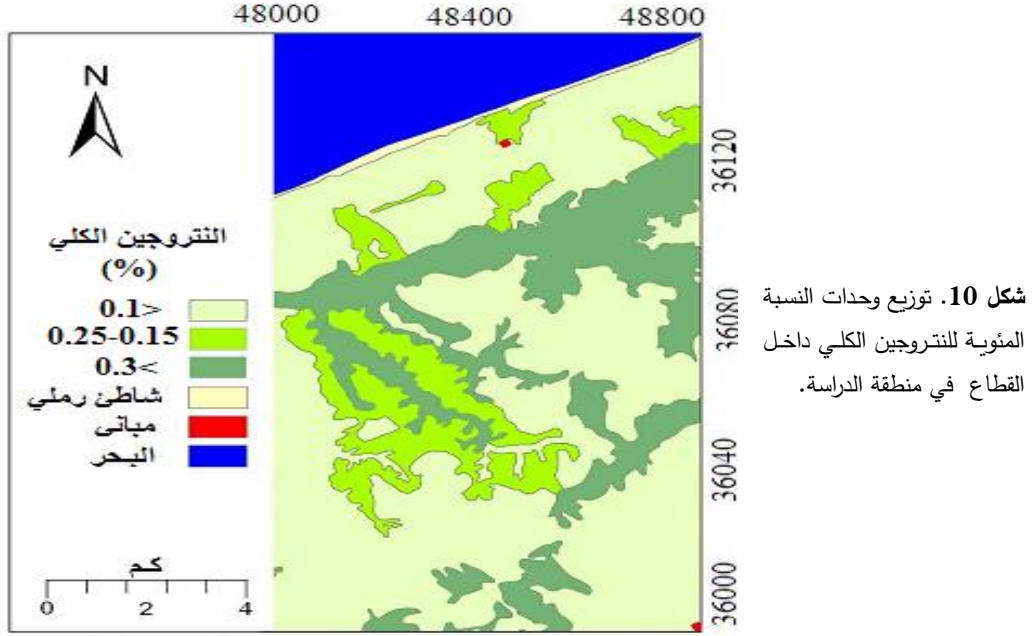 48000 48400 48800
N
النتروجين الكلي
(%)
0.1>
0.25-0.15
0.3<
شاطئ رملي
مباني
البحر
كم
0 2 4
36120
36080
36040
36000
شكل 10. توزيع وحدات النسبة
المئوية للنتروجين الكلي داخل
القطاع في منطقة الدراسة.